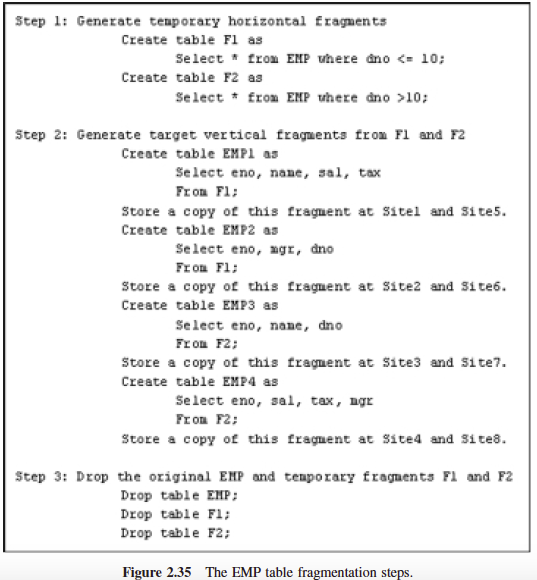 Step 1: Generate temporary horizontal fragments
Create table F1 as
Select * from EMP where dno <= 10;
Create table F2 as
Select * from EMP where dno >10;
Step 2: Generate target vertical fragments from F1 and F2
Create table EMP1 as
Select eno, name, sal, tax
From F1;
Store a copy of this fragment at Site1 and Site5.
Create table EMP2 as
Select eno, mgr, dno
From F1;
Store a copy of this fragment at Site2 and Site6.
Create table EMP3 as
Select eno, name, dno
From F2;
Store a copy of this fragment at Site3 and Site7.
Create table EMP4 as
Select eno, sal, tax, mgr
From F2;
Store a copy of this fragment at Site4 and Site8.
Step 3: Drop the original EMP and temporary fragments F1 and F2
Drop table EMP;
Drop table F1;
Drop table F2;
Figure 2.35 The EMP table fragmentation steps.